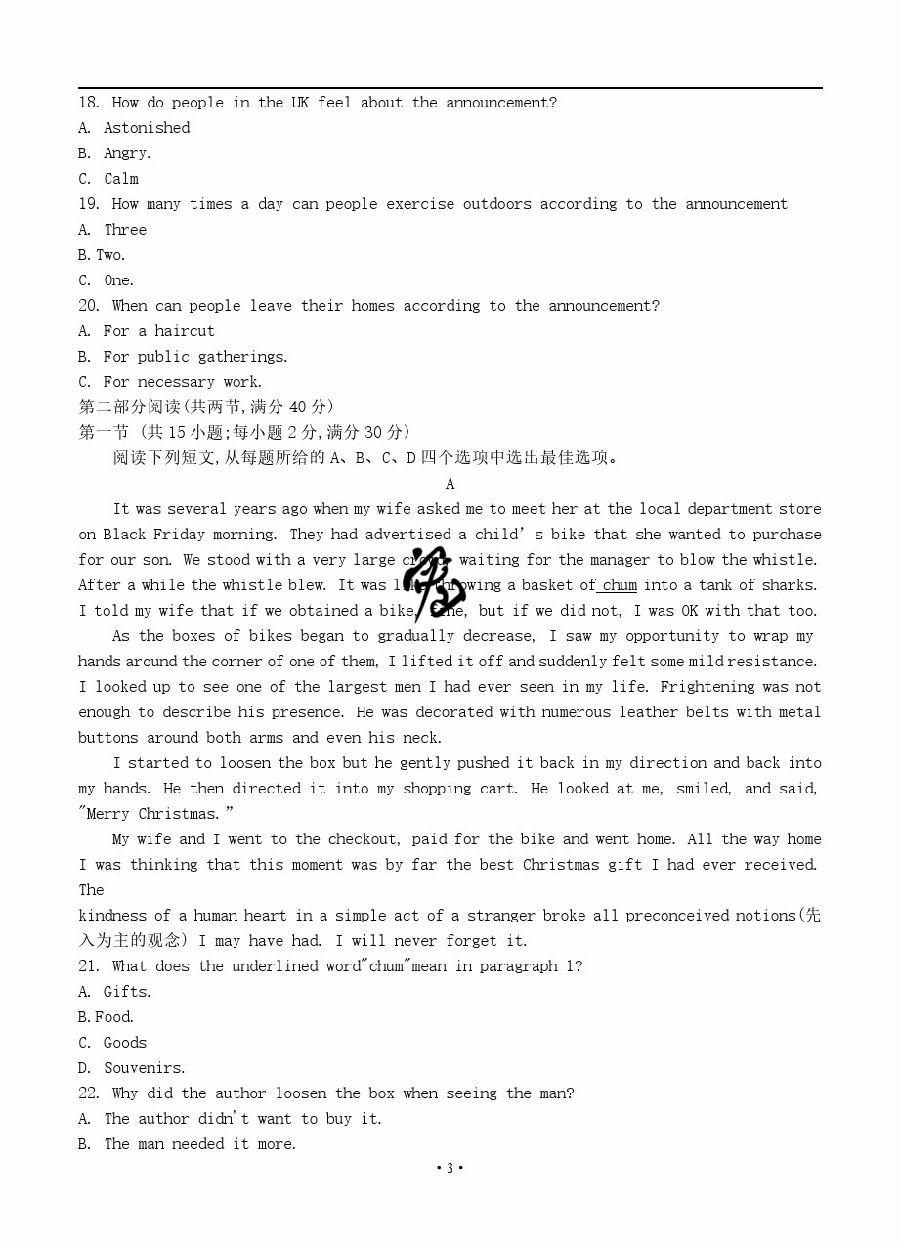 18. How do people in the UK feel about the announcement?
A. Astonished
B. Angry.
C. Calm
19. How many times a day can people exercise outdoors according to the announcement
A. Three
B.Two.
C. One.
20. When can people leave their homes according to the announcement?
A. For a haircut
B. For public gatherings.
C. For necessary work.
第二部分阅读(共两节,满分 40 分)
第一节 (共 15 小题;每小题 2 分,满分 30 分)
阅读下列短文,从每题所给的 A、B、C、D 四个选项中选出最佳选项。
A
It was several years ago when my wife asked me to meet her at the local department store
on Black Friday morning. They had advertised a child' s bike that she wanted to purchase
for our son. We stood with a very large waiting for the manager to blow the whistle.
After a while the whistle blew. It was throwing a basket of chum into a tank of sharks.
I told my wife that if we obtained a bike, fine, but if we did not, I was OK with that too.
As the boxes of bikes began to gradually decrease, I saw my opportunity to wrap my
hands around the corner of one of them, I lifted it off and suddenly felt some mild resistance.
I looked up to see one of the largest men I had ever seen in my life. Frightening was not
enough to describe his presence. He was decorated with numerous leather belts with metal
buttons around both arms and even his neck.
I started to loosen the box but he gently pushed it back in my direction and back into
my hands. He then directed it into my shopping cart. He looked at me, smiled, and said,
"Merry Christmas.”
My wife and I went to the checkout, paid for the bike and went home. All the way home
I was thinking that this moment was by far the best Christmas gift I had ever received.
The
kindness of a human heart in a simple act of a stranger broke all preconceived notions(先
入为主的观念) I may have had. I will never forget it.
21. What does the underlined word"chum"mean in paragraph 1?
A. Gifts.
B.Food.
C. Goods
D. Souvenirs.
22. Why did the author loosen the box when seeing the man?
A. The author didn't want to buy it.
B. The man needed it more.
·3·